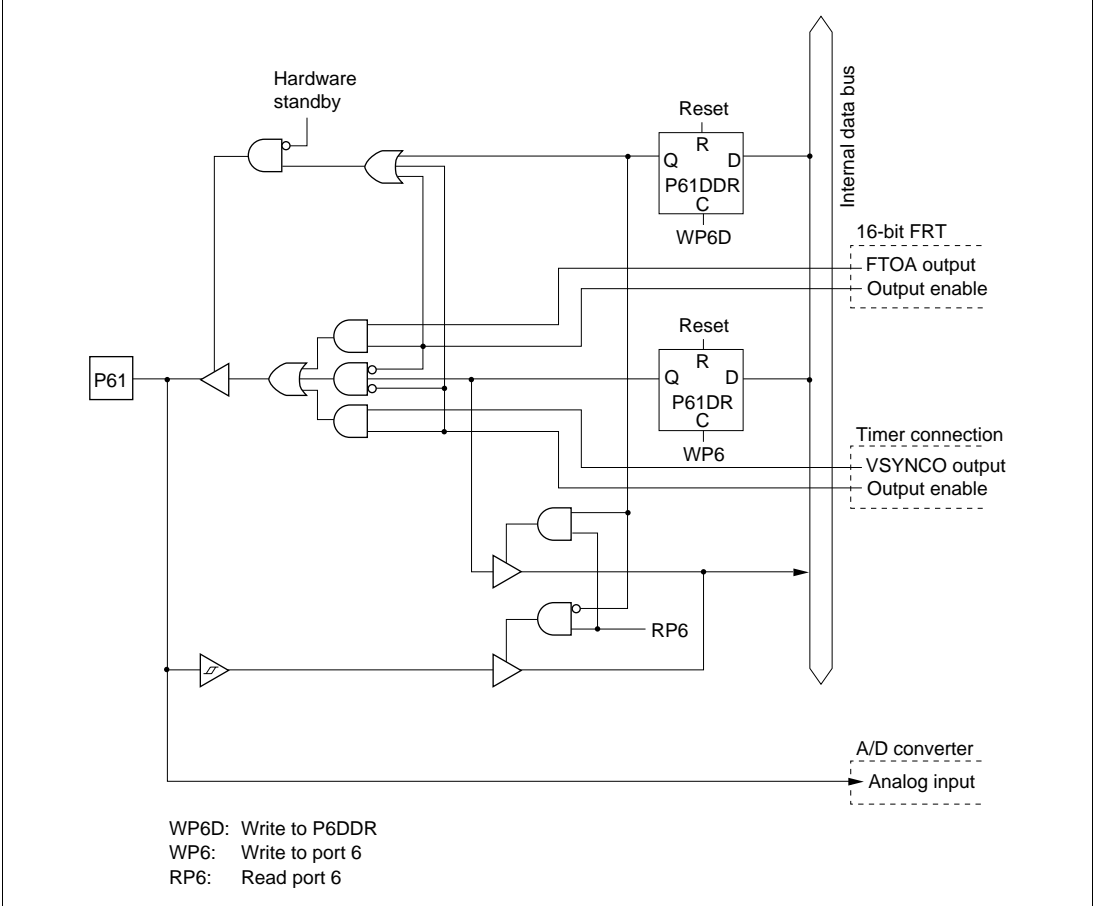 Hardware
standby
Reset
R
Q
D
P61DDR
C
WP6D
Internal data bus
16-bit FRT
FTOA output
Output enable
Reset
R
P61
Q
D
P61DR
C
WP6
Timer connection
VSYNCO output
Output enable
RP6
A/D converter
Analog input
WP6D: Write to P6DDR
WP6: Write to port 6
RP6: Read port 6